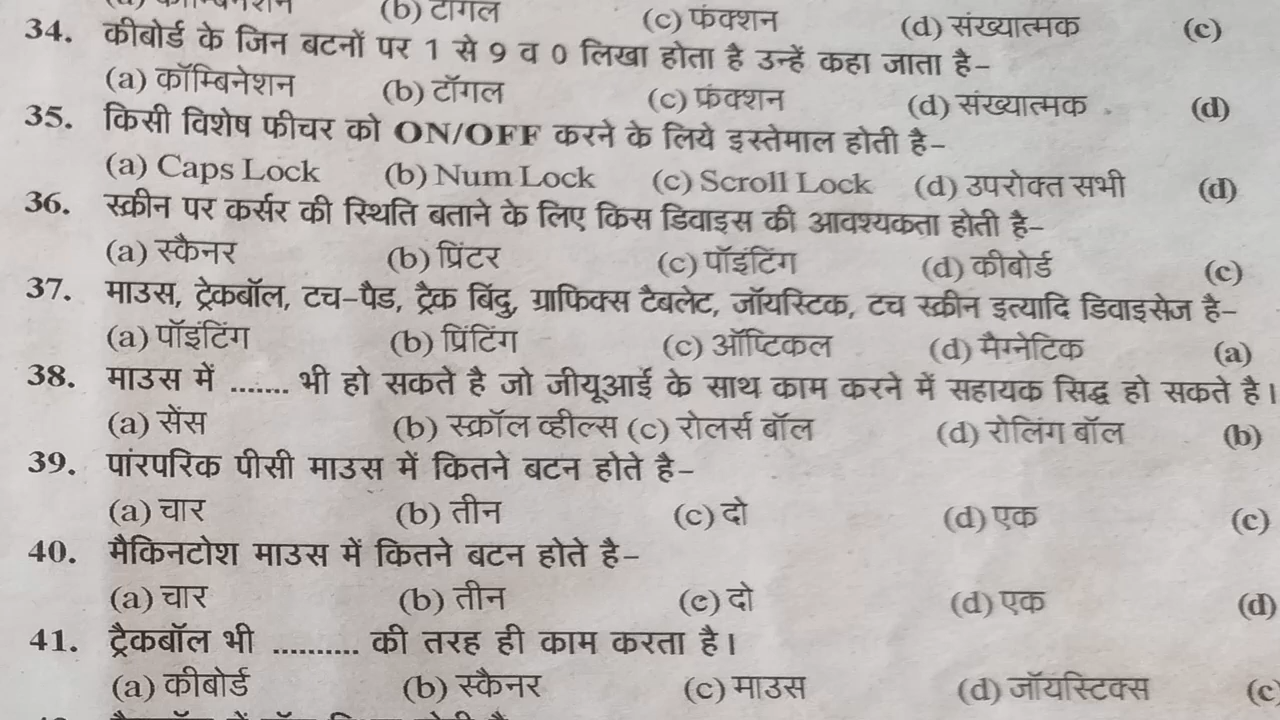 (b) टॉगल (c) फंक्शन (d) संख्यात्मक (c)
34. कीबोर्ड के जिन बटनों पर 1 से 9 व 0 लिखा होता है उन्हें कहा जाता है–
(a) कॉम्बिनेशन (b) टॉगल (c) फ्रंक्शन (d) संख्यात्मक (d)
35. किसी विशेष फीचर को ON/OFF करने के लिये इस्तेमाल होती है–
(a) Caps Lock (b) Num Lock (c) Scroll Lock (d) उपरोक्त सभी (d)
36. स्क्रीन पर कर्सर की स्थिति बताने के लिए किस डिवाइस की आवश्यकता होती है–
(a) स्कैनर (b) प्रिंटर (c) पॉइंटिंग (d) कीबोर्ड (c)
37. माउस, ट्रेकबॉल, टच-पैड, ट्रैक बिंदु, ग्राफिक्स टैबलेट, जॉयस्टिक, टच स्क्रीन इत्यादि डिवाइसेज है–
(a) पॉइंटिंग (b) प्रिंटिंग (c) ऑप्टिकल (d) मैग्नेटिक (a)
38. माउस में ....... भी हो सकते है जो जीयूआई के साथ काम करने में सहायक सिद्ध हो सकते है।
(a) सेंस (b) स्क्रॉल व्हील्स (c) रोलर्स बॉल (d) रोलिंग बॉल (b)
39. पांरपरिक पीसी माउस में कितने बटन होते है–
(a) चार (b) तीन (c) दो (d) एक (c)
40. मैकिनटोश माउस में कितने बटन होते है–
(a) चार (b) तीन (c) दो (d) एक (d)
41. ट्रैकबॉल भी .......... की तरह ही काम करता है।
(a) कीबोर्ड (b) स्कैनर (c) माउस (d) जॉयस्टिक्स (c)